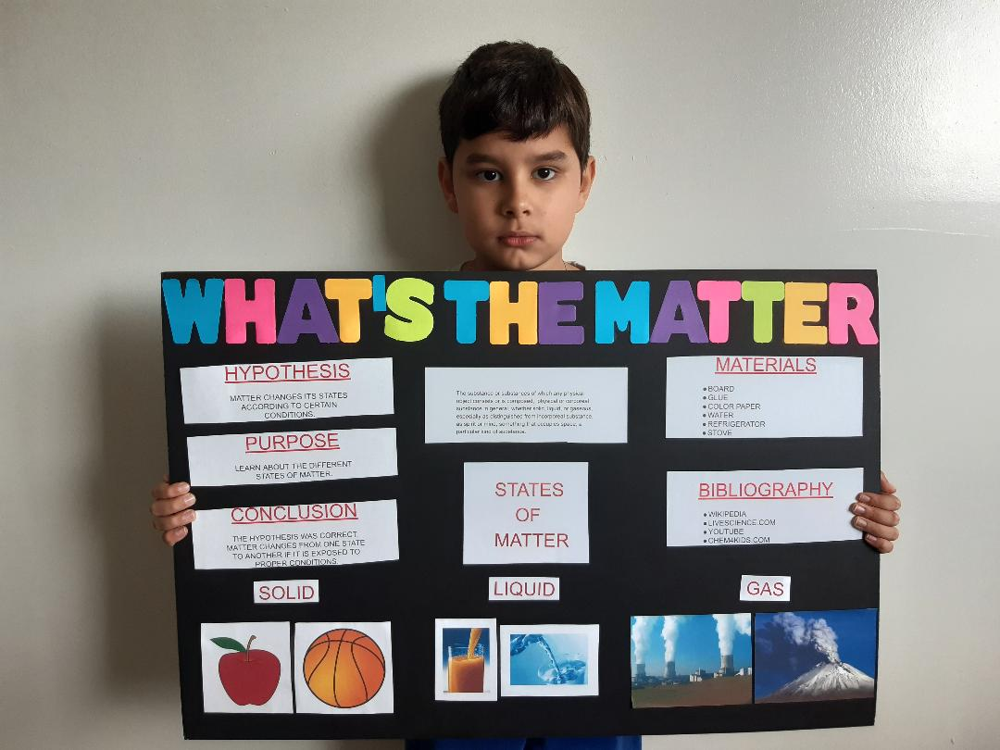 WHAT'S THE MATTER
HYPOTHESIS
MATTER CHANGES ITS STATES
ACCORDING TO CERTAIN
CONDITIONS.
PURPOSE
LEARN ABOUT THE DIFFERENT
STATES OF MATTER.
CONCLUSION
THE HYPOTHESIS WAS CORRECT.
MATTER CHANGES FROM ONE STATE
TO ANOTHER IF IT IS EXPOSED TO
PROPER CONDITIONS.
The substance or substances of which any physical
object consists or is composed, physical or corporeal
substance in general, whether solid, liquid, or gaseous,
especially as distinguished from incorporeal substance,
as spirit or mind, something that occupies space, a
particular kind of substance.
STATES
OF
MATTER
MATERIALS
● BOARD
● GLUE
● COLOR PAPER
● WATER
● REFRIGERATOR
● STOVE
BIBLIOGRAPHY
● WIKIPEDIA
● LIVESCIENCE.COM
● YOUTUBE
● CHEM4KIDS.COM
SOLID
LIQUID
GAS